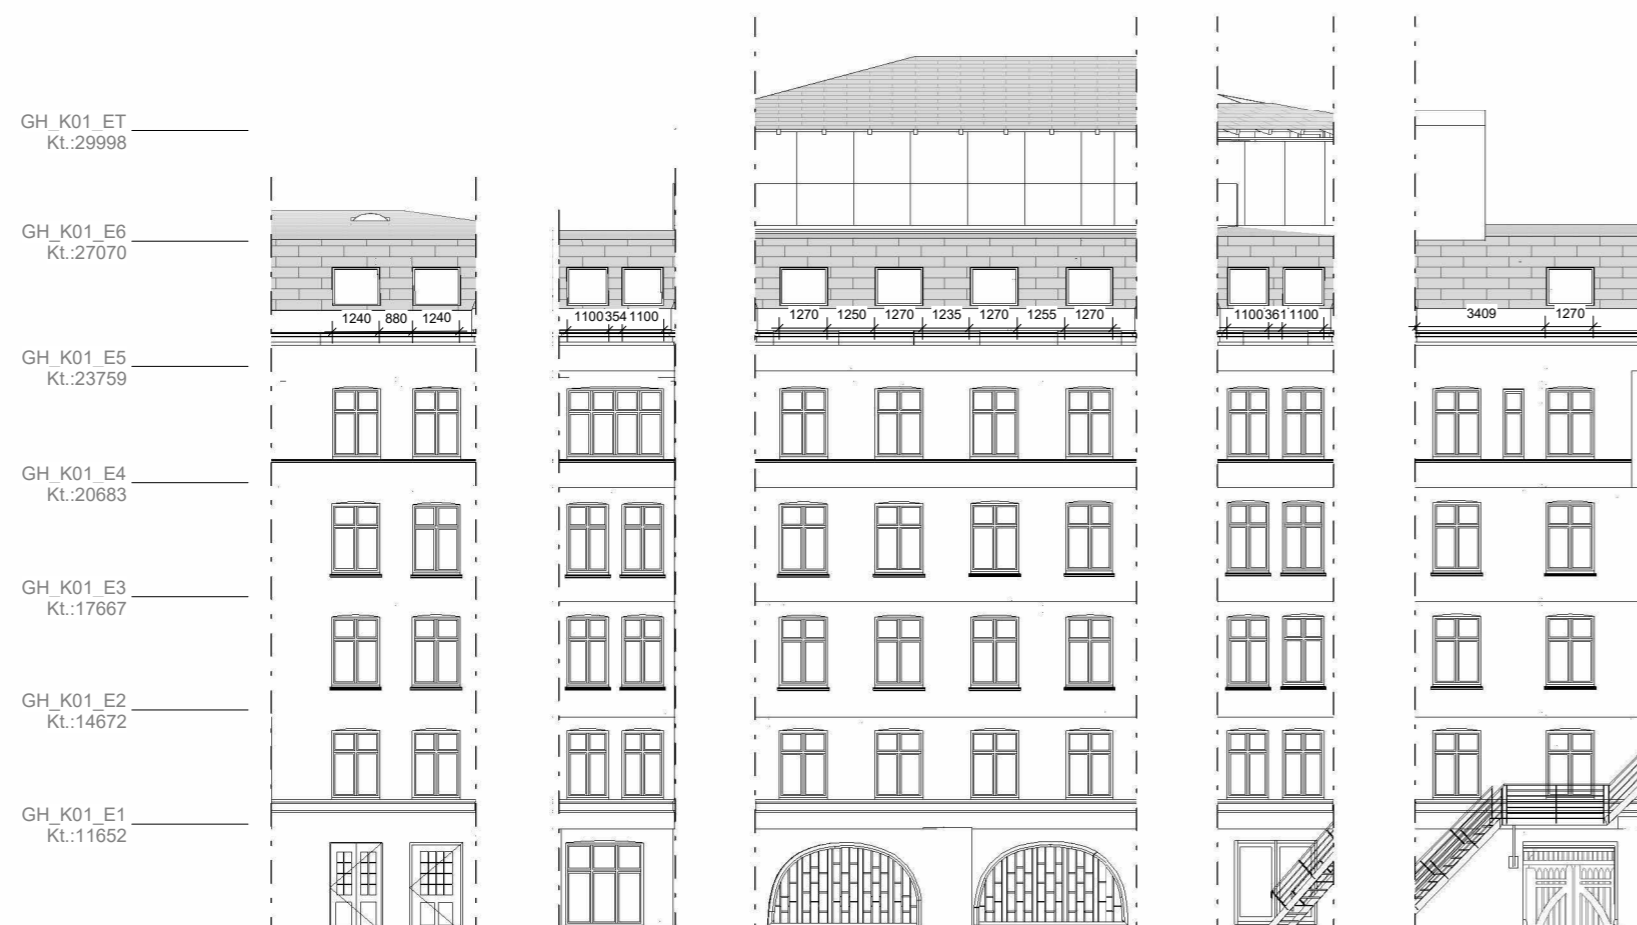 GH_K01_ET
Kt.:29998
GH_K01_E6
Kt.:27070
1240 880 1240
1100 354 1100
1270 1250 1270 1235 1270 1255 1270
1100 361 1100
3409 1270
GH_K01_E5
Kt.:23759
GH_K01_E4
Kt.:20683
GH_K01_E3
Kt.:17667
GH_K01_E2
Kt.:14672
GH_K01_E1
Kt.:11652